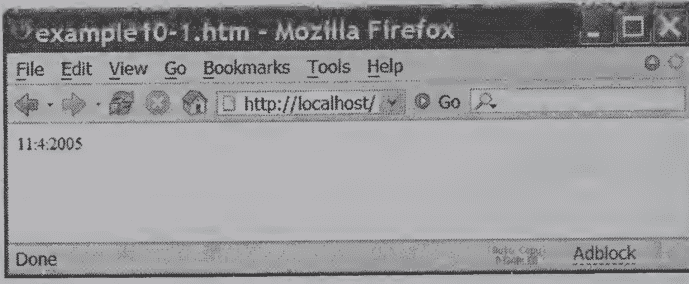 example10-1.htm - Mozilla Firefox
File Edit View Go Bookmarks Tools Help
http://localhost/ Go
11:4:2005
Done Adblock